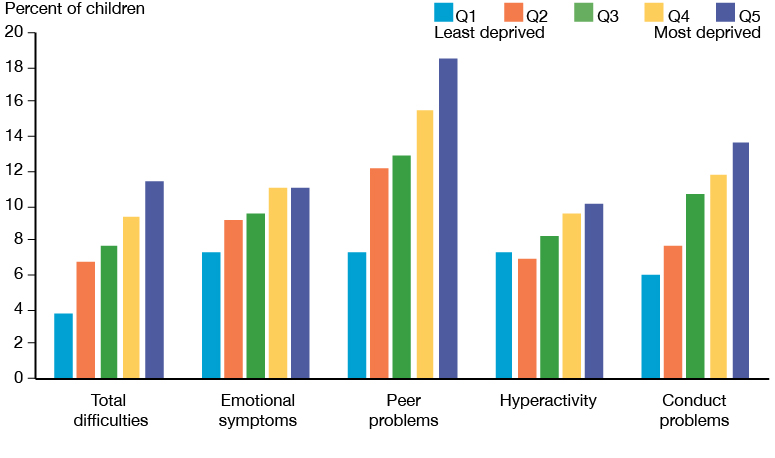 Percent of children
Q1 Q2 Q3 Q4 Q5
Least deprived Most deprived
20
18
16
14
12
10
8
6
4
2
0
Total difficulties
Emotional symptoms
Peer problems
Hyperactivity
Conduct problems